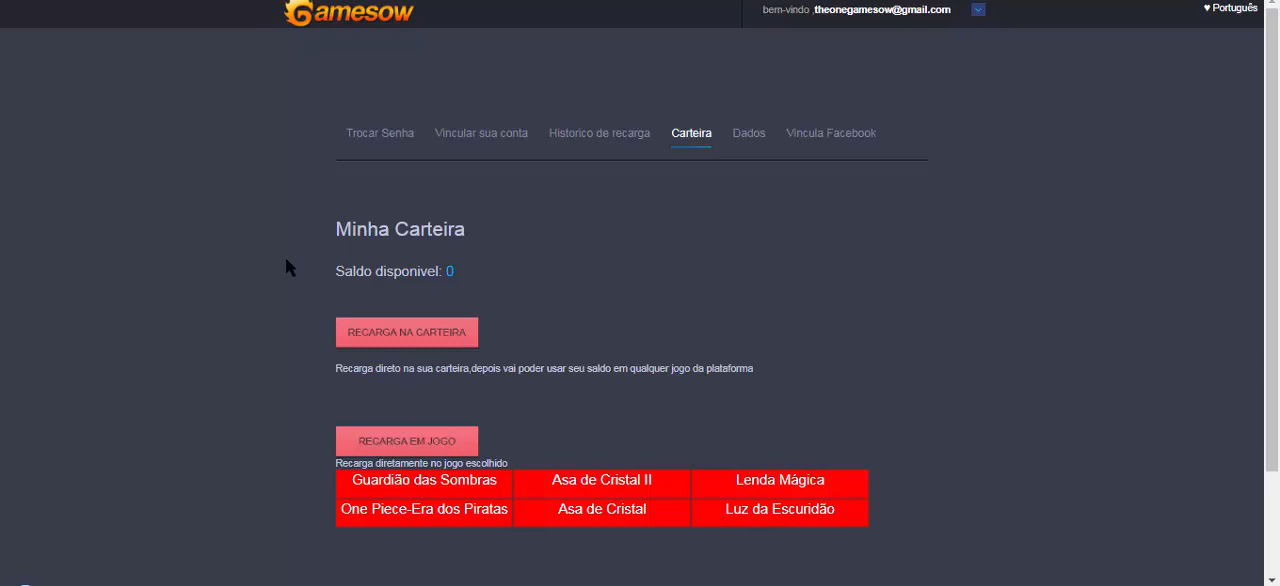 Gamesow
bem-vindo ,theonegamesow@gmail.com
♥ Português
Trocar Senha Vincular sua conta Historico de recarga Carteira Dados Vincula Facebook
Minha Carteira
Saldo disponivel: 0
RECARGA NA CARTEIRA
Recarga direto na sua carteira,depois vai poder usar seu saldo em qualquer jogo da plataforma
RECARGA EM JOGO
Recarga diretamente no jogo escolhido
Guardião das Sombras Asa de Cristal II Lenda Mágica
One Piece-Era dos Piratas Asa de Cristal Luz da Escuridão